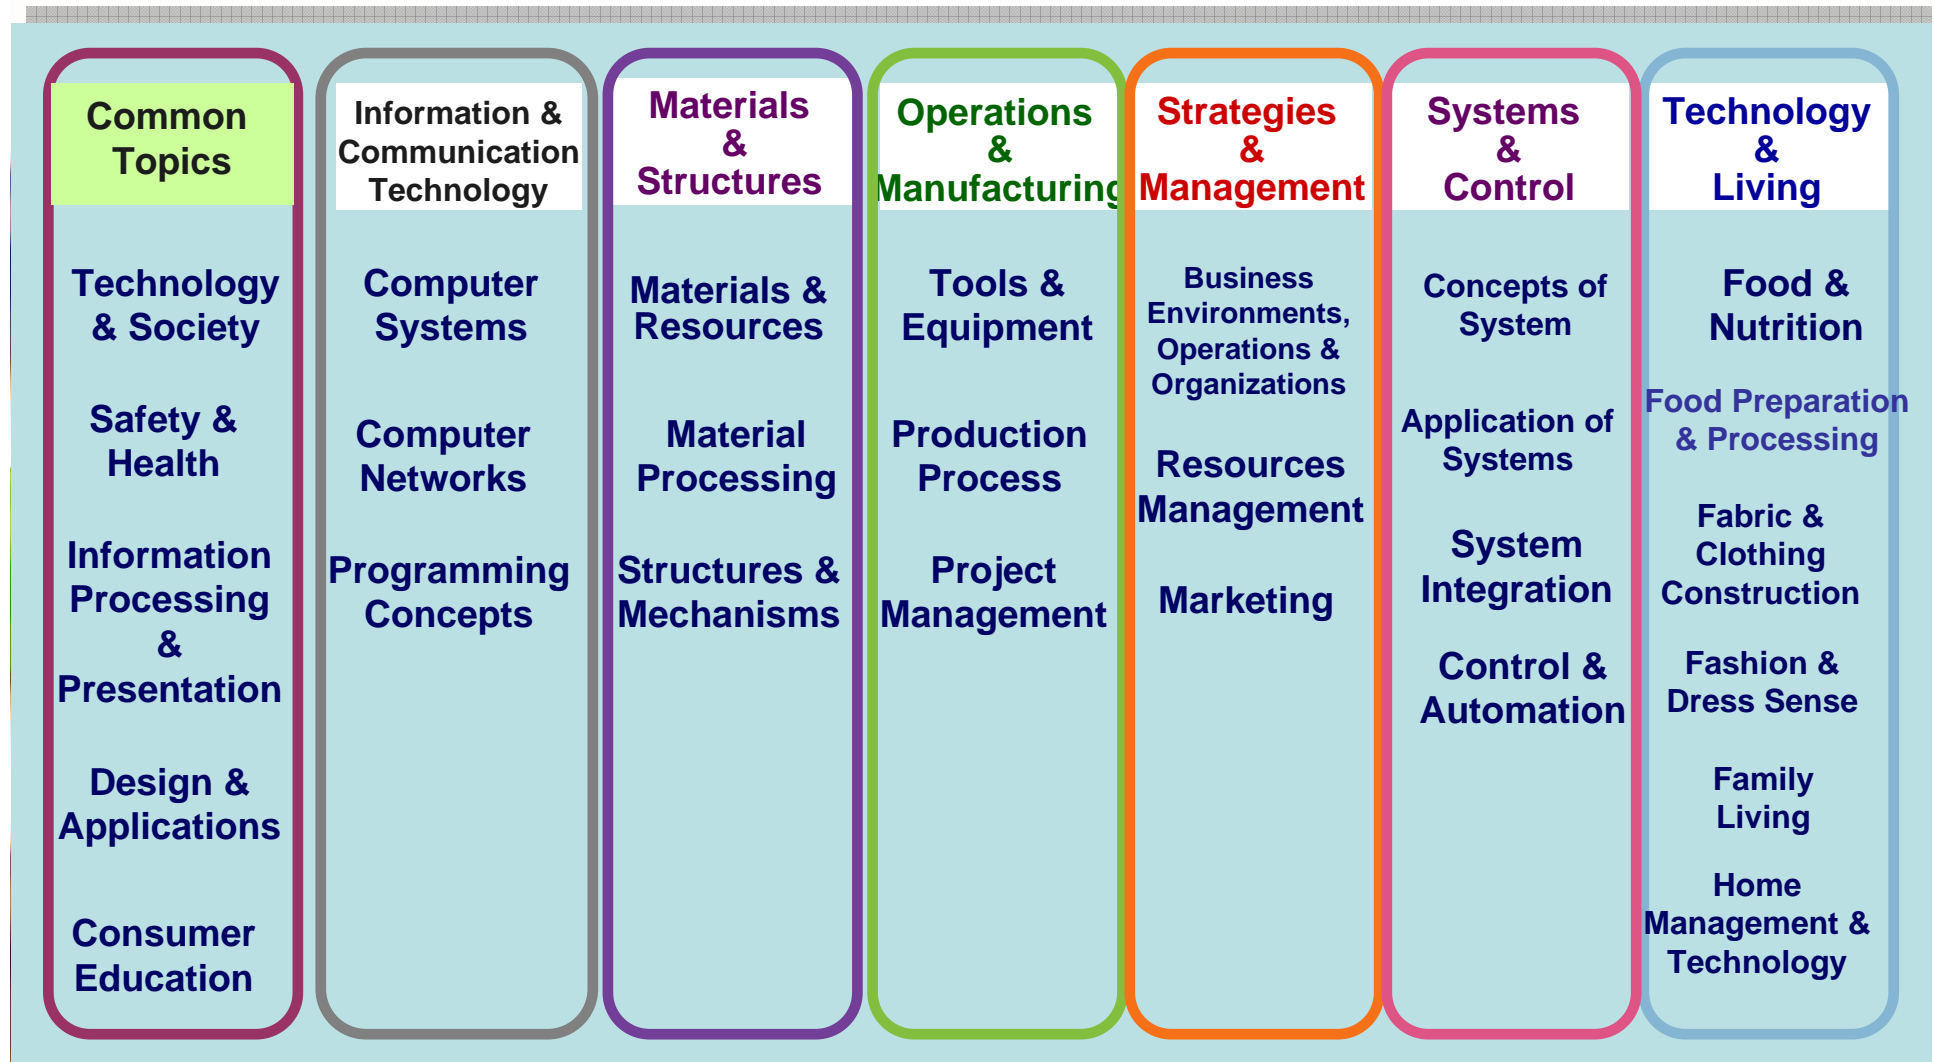 Common
Topics
Technology
& Society
Safety &
Health
Information
Processing
&
Presentation
Design &
Applications
Consumer
Education
Information &
Communication
Technology
Computer
Systems
Computer
Networks
Programming
Concepts
Materials
&
Structures
Materials &
Resources
Material
Processing
Structures &
Mechanisms
Operations
&
Manufacturing
Tools &
Equipment
Production
Process
Project
Management
Strategies
&
Management
Business
Environments,
Operations &
Organizations
Resources
Management
Marketing
Systems
&
Control
Concepts of
System
Application of
Systems
System
Integration
Control &
Automation
Technology
&
Living
Food &
Nutrition
Food Preparation
& Processing
Fabric &
Clothing
Construction
Fashion &
Dress Sense
Family
Living
Home
Management &
Technology